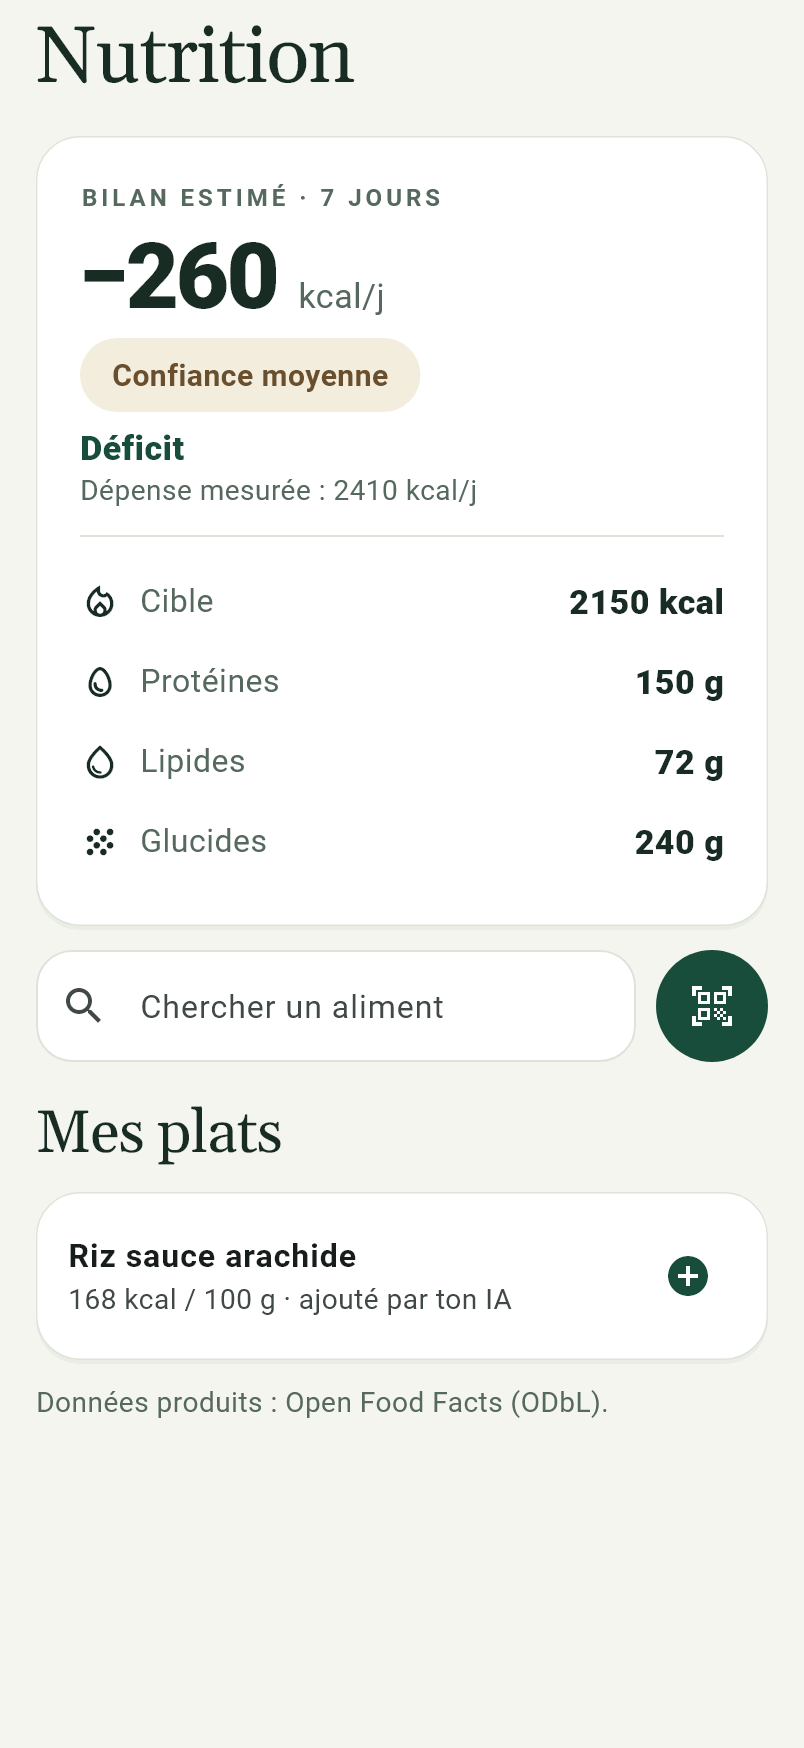 Nutrition
BILAN ESTIMÉ · 7 JOURS
−260 kcal/j
Confiance moyenne
Déficit
Dépense mesurée : 2410 kcal/j
Cible 2150 kcal
Protéines 150 g
Lipides 72 g
Glucides 240 g
Chercher un aliment
Mes plats
Riz sauce arachide
168 kcal / 100 g · ajouté par ton IA
Données produits : Open Food Facts (ODbL).